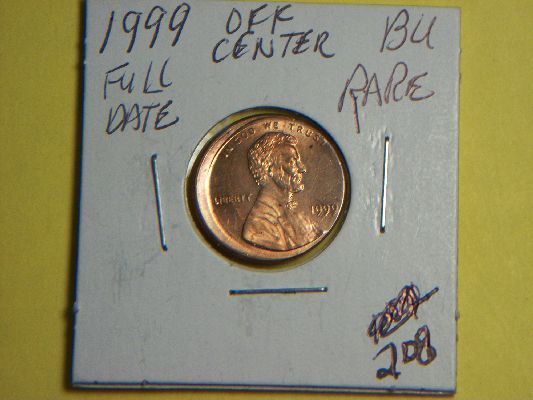 1999 OFF CENTER BU
FULL DATE RARE
IN GOD WE TRUST
LIBERTY 1999
208